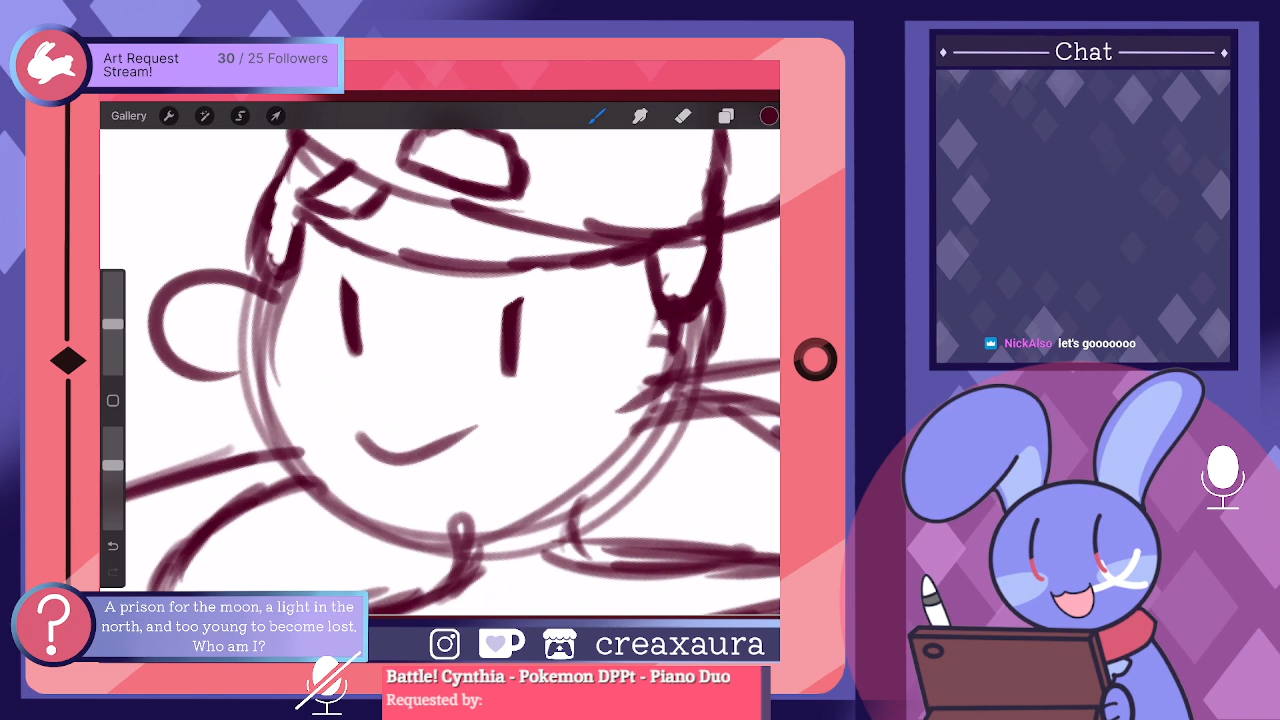 Art Request
Stream!
30 / 25 Followers
Gallery
Chat
NickAlso let's gooooooo
A prison for the moon, a light in the
north, and too young to become lost.
Who am I?
creaxaura
Battle! Cynthia - Pokemon DPPt - Piano Duo
Requested by: